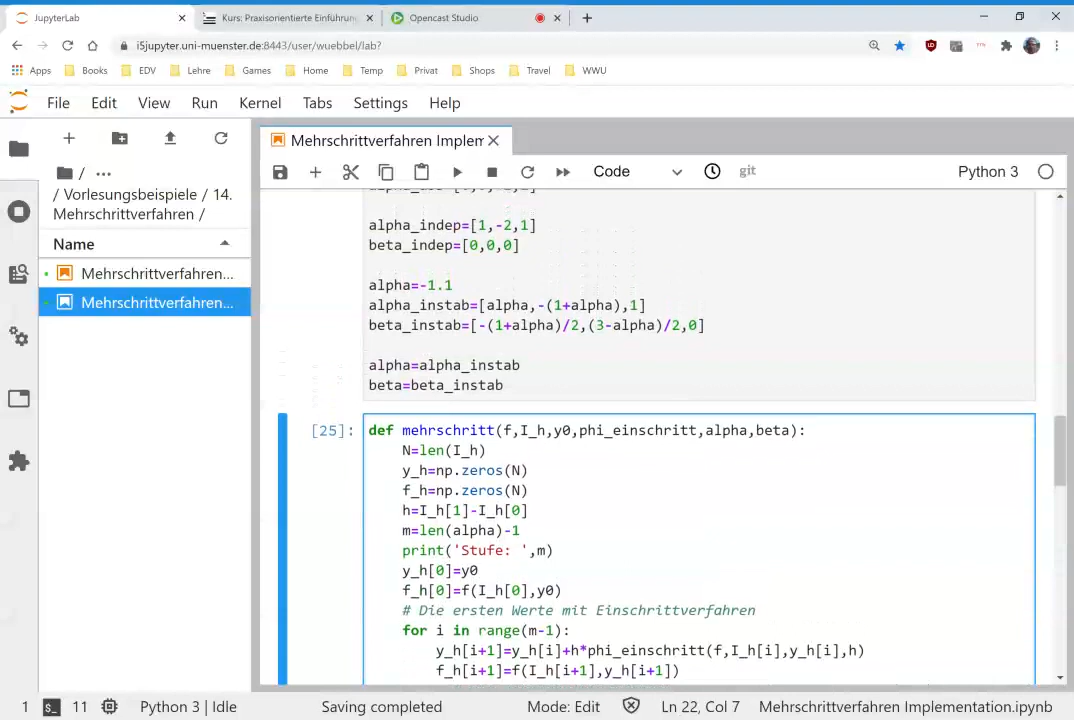 JupyterLab
Kurs: Praxisorientierte Einführun
Opencast Studio
i5jupyter.uni-muenster.de:8443/user/wuebbel/lab?
Apps Books EDV Lehre Games Home Temp Privat Shops Travel WWU
File Edit View Run Kernel Tabs Settings Help
Mehrschrittverfahren Implem
Code
git
Python 3
/ ...
/ Vorlesungsbeispiele / 14.
Mehrschrittverfahren /
Name
Mehrschrittverfahren...
Mehrschrittverfahren...
alpha_indep=[1,-2,1]
beta_indep=[0,0,0]
alpha=-1.1
alpha_instab=[alpha,-(1+alpha),1]
beta_instab=[-(1+alpha)/2,(3-alpha)/2,0]
alpha=alpha_instab
beta=beta_instab
[25]: def mehrschritt(f,I_h,y0,phi_einschritt,alpha,beta):
N=len(I_h)
y_h=np.zeros(N)
f_h=np.zeros(N)
h=I_h[1]-I_h[0]
m=len(alpha)-1
print('Stufe: ',m)
y_h[0]=y0
f_h[0]=f(I_h[0],y0)
# Die ersten Werte mit Einschrittverfahren
for i in range(m-1):
y_h[i+1]=y_h[i]+h*phi_einschritt(f,I_h[i],y_h[i],h)
f_h[i+1]=f(I_h[i+1],y_h[i+1])
1 11 Python 3 | Idle Saving completed Mode: Edit Ln 22, Col 7 Mehrschrittverfahren Implementation.ipynb